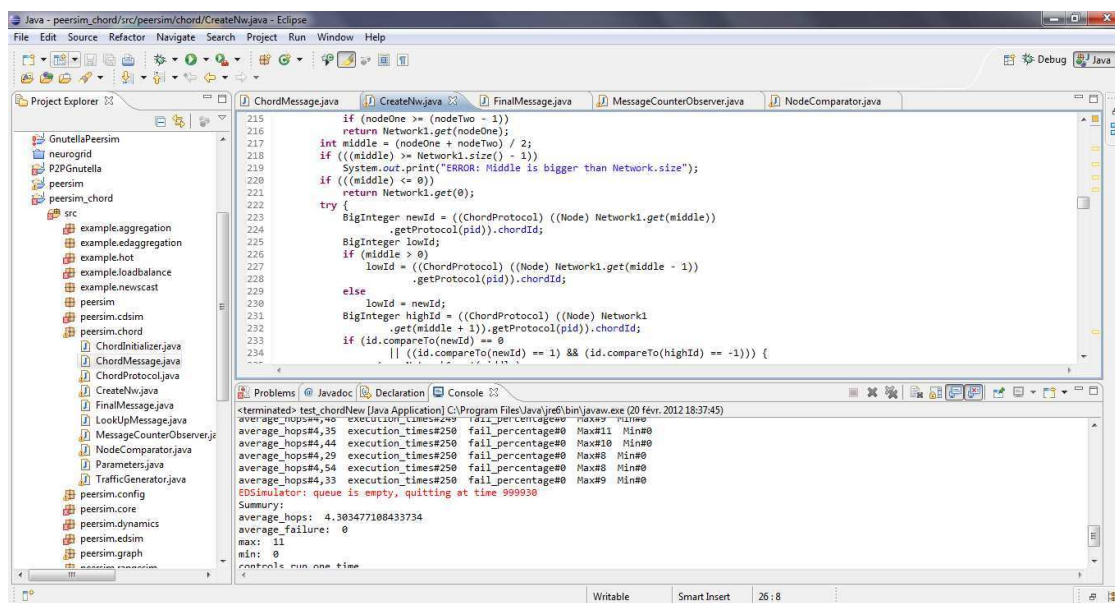 Java - peersim_chord/src/peersim/chord/CreateNw.java - Eclipse
File Edit Source Refactor Navigate Search Project Run Window Help
Debug Java
Project Explorer
GnutellaPeersim
neurogrid
P2PGnutella
peersim
peersim_chord
src
example.aggregation
example.edaggregation
example.hot
example.loadbalance
example.newscast
peersim
peersim.cdsim
peersim.chord
ChordInitializer.java
ChordMessage.java
ChordProtocol.java
CreateNw.java
FinalMessage.java
LookUpMessage.java
MessageCounterObserver.ja
NodeComparator.java
Parameters.java
TrafficGenerator.java
peersim.config
peersim.core
peersim.dynamics
peersim.edsim
peersim.graph
peersim.rangesim
ChordMessage.java CreateNw.java FinalMessage.java MessageCounterObserver.java NodeComparator.java
215 if (nodeOne >= (nodeTwo - 1))
216 return Network1.get(nodeOne);
217 int middle = (nodeOne + nodeTwo) / 2;
218 if (((middle) >= Network1.size() - 1))
219 System.out.print("ERROR: Middle is bigger than Network.size");
220 if (((middle) <= 0))
221 return Network1.get(0);
222 try {
223 BigInteger newId = ((ChordProtocol) ((Node) Network1.get(middle))
224 .getProtocol(pid)).chordId;
225 BigInteger lowId;
226 if (middle > 0)
227 lowId = ((ChordProtocol) ((Node) Network1.get(middle - 1))
228 .getProtocol(pid)).chordId;
229 else
230 lowId = newId;
231 BigInteger highId = ((ChordProtocol) ((Node) Network1
232 .get(middle + 1)).getProtocol(pid)).chordId;
233 if (id.compareTo(newId) == 0
234 || ((id.compareTo(newId) == 1) && (id.compareTo(highId) == -1))) {
Problems Javadoc Declaration Console
<terminated> test_chordNew [Java Application] C:\Program Files\Java\jre6\bin\javaw.exe (20 févr. 2012 18:37:45)
average_hops#4,48 execution_times#249 fail_percentage#0 Max#9 Min#0
average_hops#4,35 execution_times#250 fail_percentage#0 Max#11 Min#0
average_hops#4,44 execution_times#250 fail_percentage#0 Max#10 Min#0
average_hops#4,29 execution_times#250 fail_percentage#0 Max#8 Min#0
average_hops#4,54 execution_times#250 fail_percentage#0 Max#8 Min#0
average_hops#4,33 execution_times#250 fail_percentage#0 Max#9 Min#0
EDSimulator: queue is empty, quitting at time 999930
Summury:
average_hops: 4.303477108433734
average_failure: 0
max: 11
min: 0
controls run one time
Writable Smart Insert 26 : 8